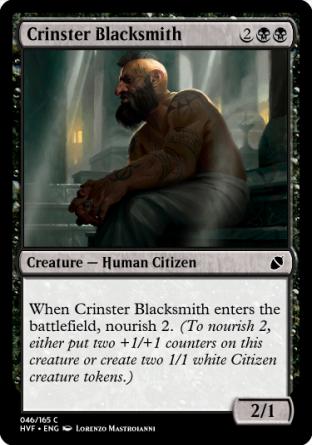 Crinster Blacksmith 2
Creature — Human Citizen
When Crinster Blacksmith enters the
battlefield, nourish 2. (To nourish 2,
either put two +1/+1 counters on this
creature or create two 1/1 white Citizen
creature tokens.)
2/1
046/165 C
HVF • ENG Lorenzo Mastroianni